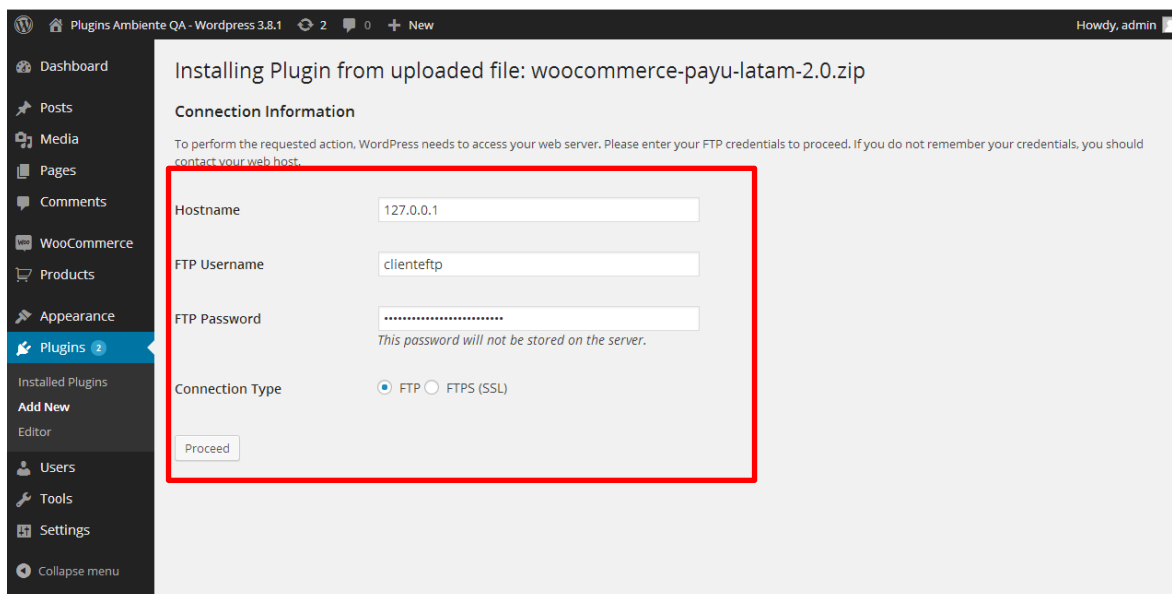 Plugins Ambiente QA - Wordpress 3.8.1 2 0 New Howdy, admin
Dashboard
Posts
Media
Pages
Comments
WooCommerce
Products
Appearance
Plugins 2
Installed Plugins
Add New
Editor
Users
Tools
Settings
Collapse menu
Installing Plugin from uploaded file: woocommerce-payu-latam-2.0.zip
Connection Information
To perform the requested action, WordPress needs to access your web server. Please enter your FTP credentials to proceed. If you do not remember your credentials, you should
contact your web host.
Hostname 127.0.0.1
FTP Username clienteftp
FTP Password ••••••••••••••••••••••••••
This password will not be stored on the server.
Connection Type FTP FTPS (SSL)
Proceed